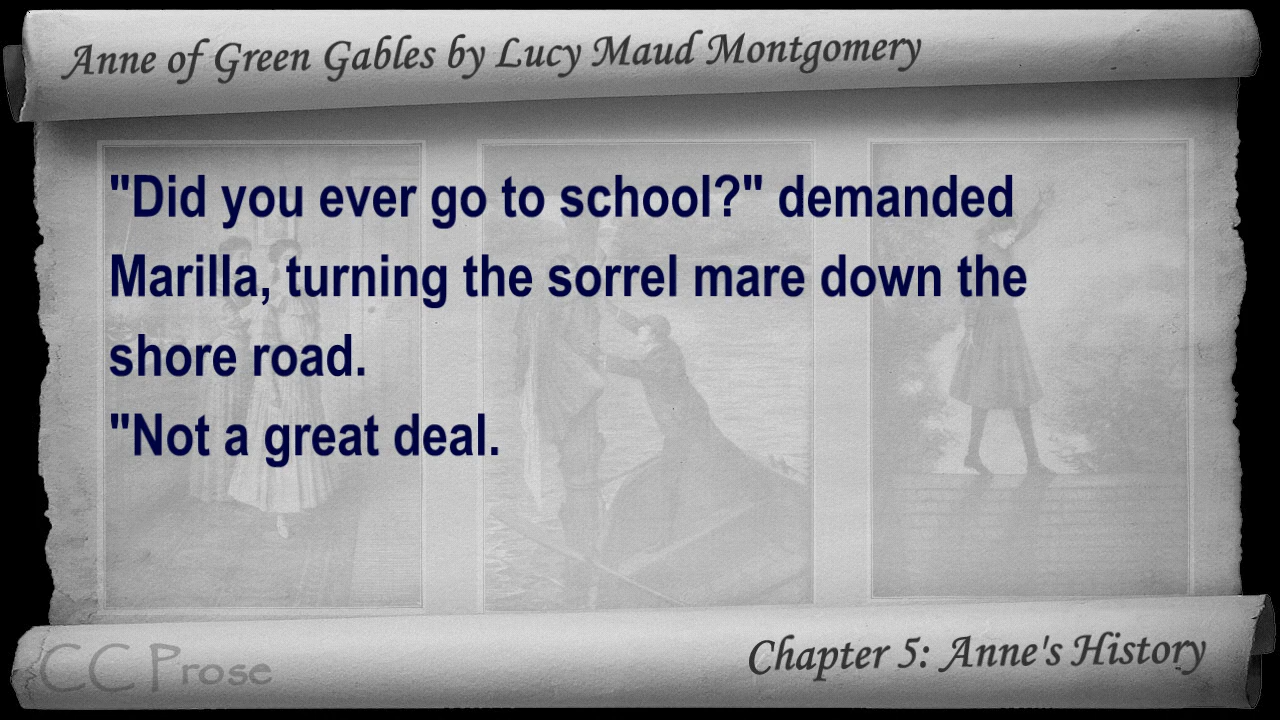 Anne of Green Gables by Lucy Maud Montgomery
"Did you ever go to school?" demanded
Marilla, turning the sorrel mare down the
shore road.
"Not a great deal.
CC Prose
Chapter 5: Anne's History